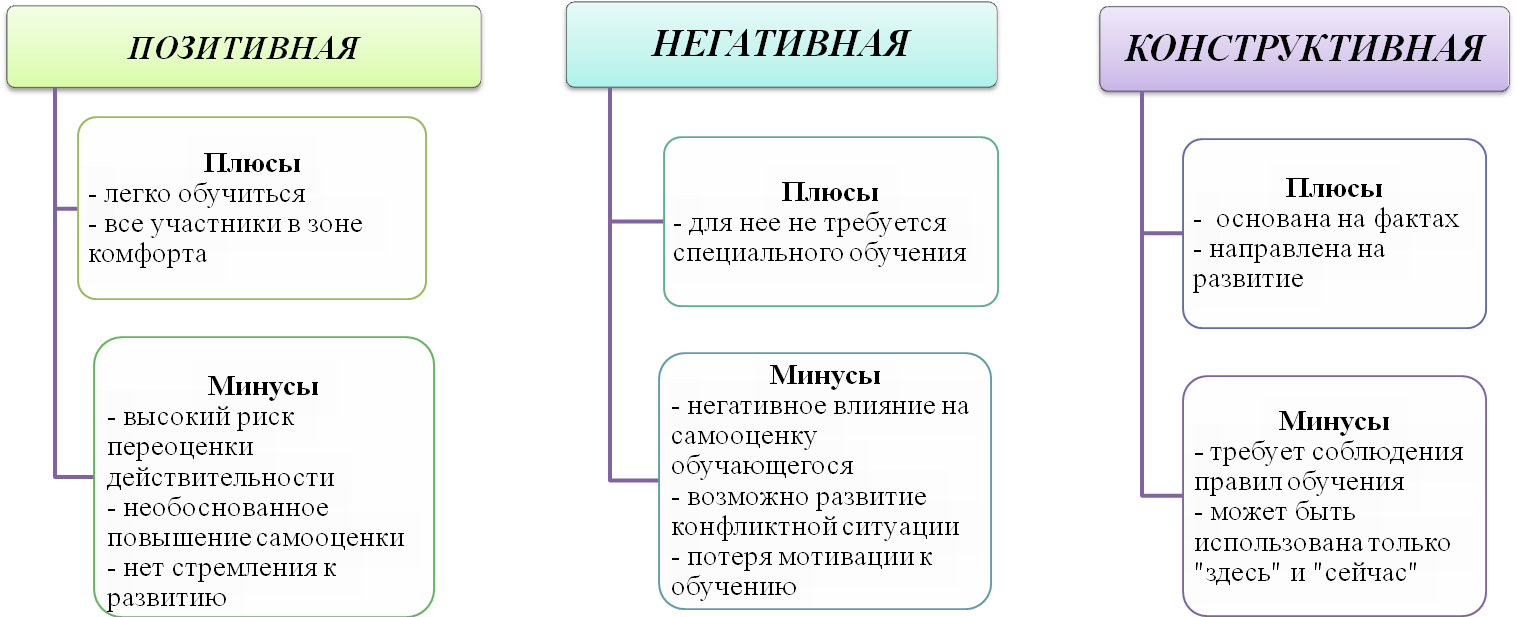 ПОЗИТИВНАЯ
Плюсы
- легко обучиться
- все участники в зоне
комфорта
Минусы
- высокий риск
переоценки
действительности
- необоснованное
повышение самооценки
- нет стремления к
развитию
НЕГАТИВНАЯ
Плюсы
- для нее не требуется
специального обучения
Минусы
- негативное влияние на
самооценку
обучающегося
- возможно развитие
конфликтной ситуации
- потеря мотивации к
обучению
КОНСТРУКТИВНАЯ
Плюсы
- основана на фактах
- направлена на
развитие
Минусы
- требует соблюдения
правил обучения
- может быть
использована только
"здесь" и "сейчас"